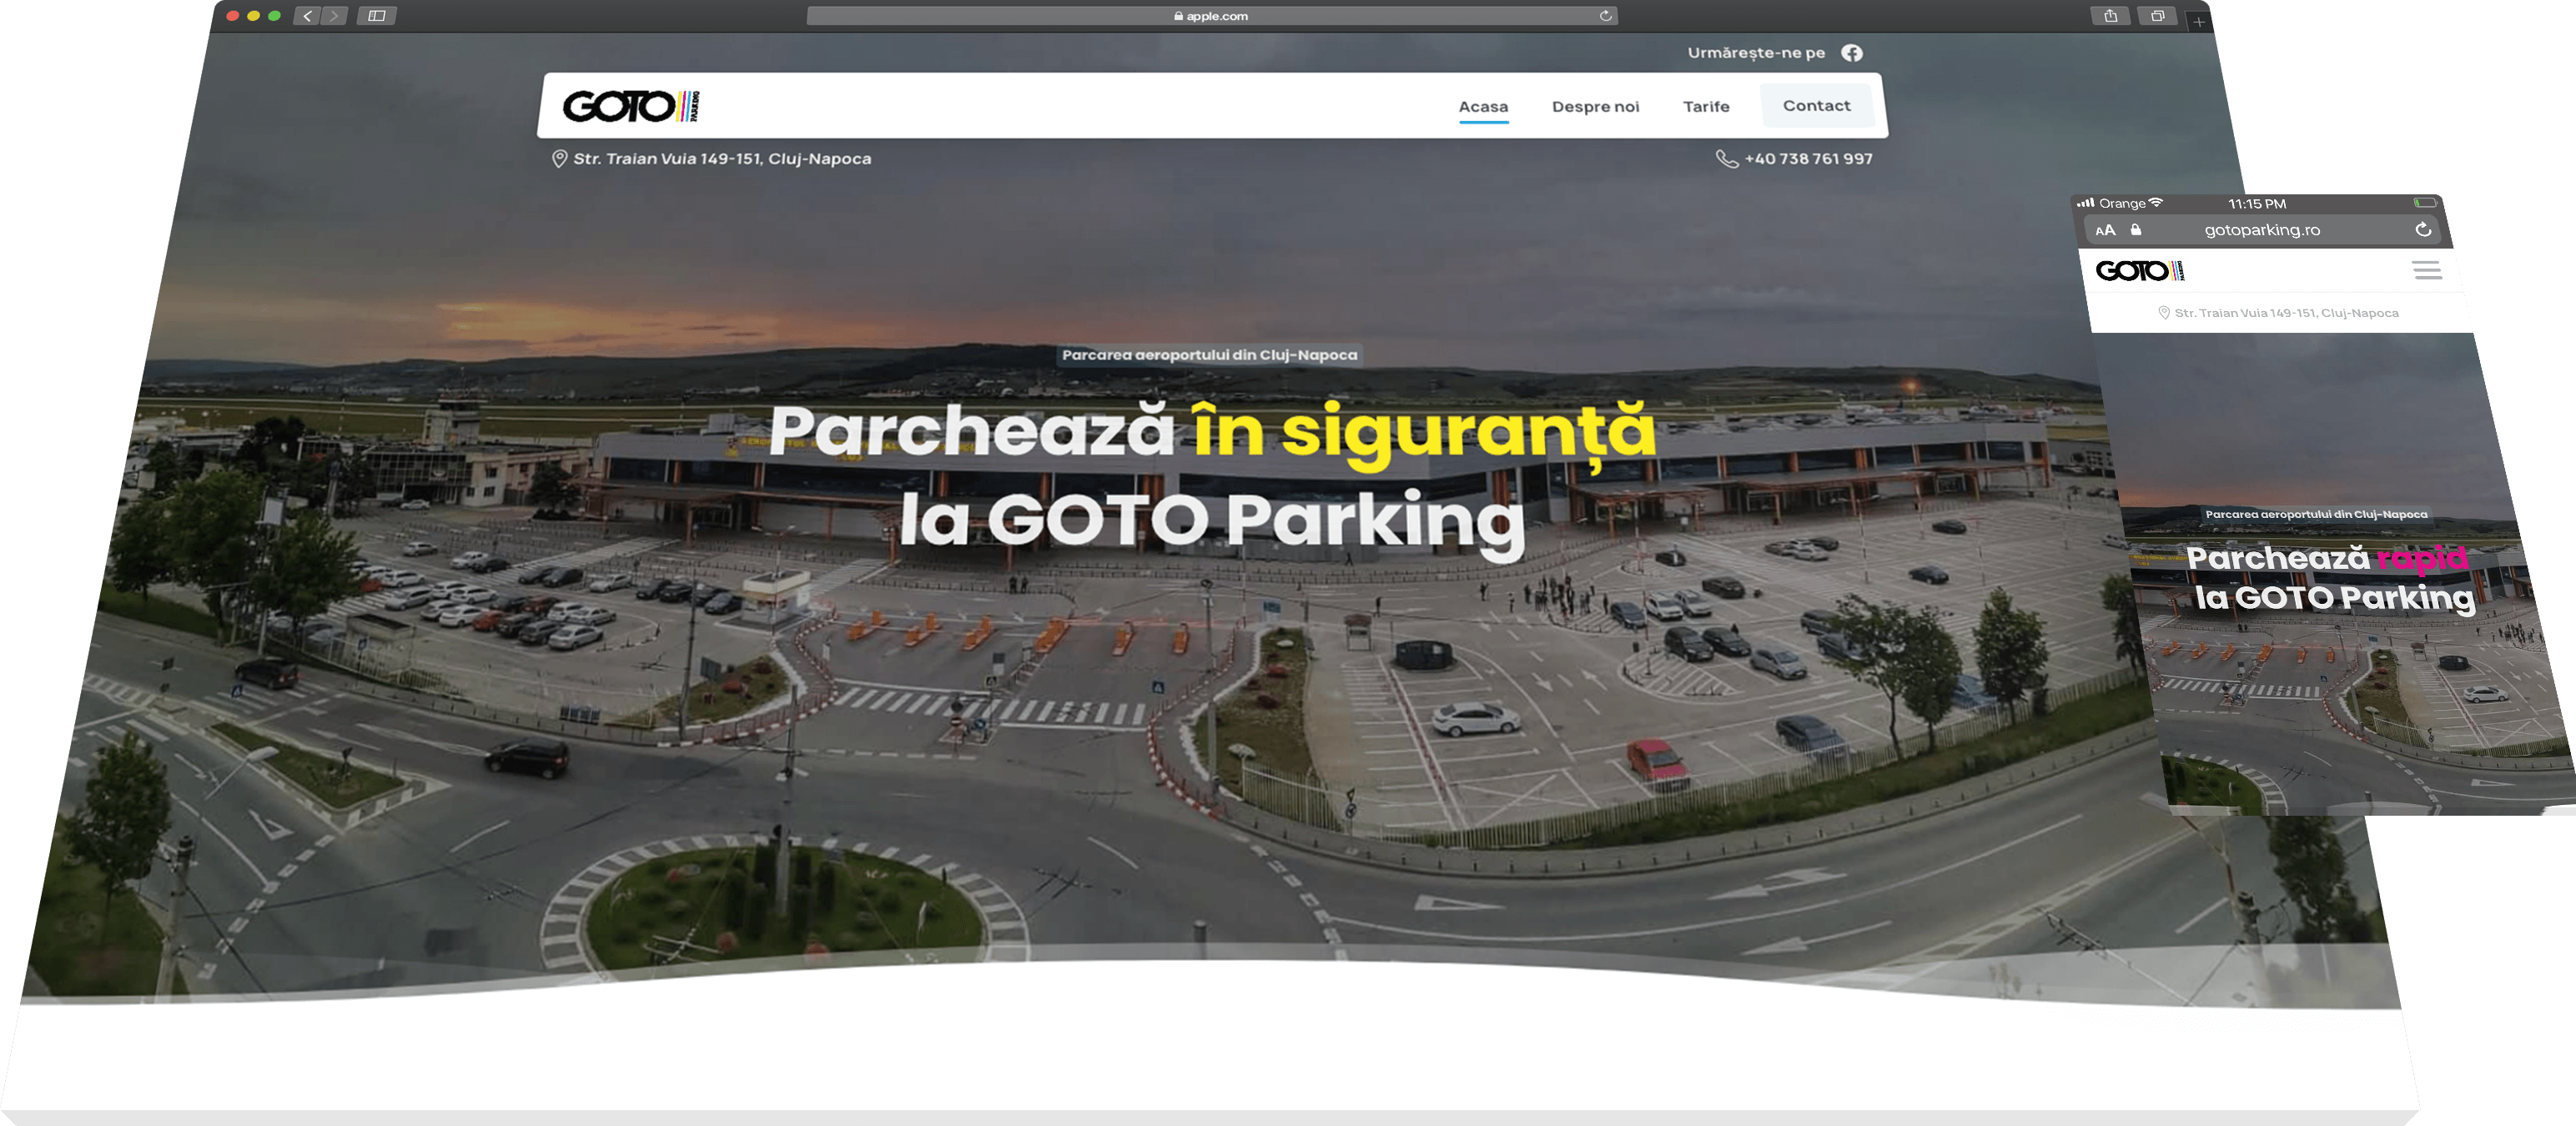 apple.com
Urmărește-ne pe
GOTO PARKING
Acasa Despre noi Tarife Contact
Str. Traian Vuia 149-151, Cluj-Napoca
+40 738 761 997
Parcarea aeroportului din Cluj-Napoca
Parchează în siguranță
la GOTO Parking
Orange 11:15 PM
AA gotoparking.ro
GOTO PARKING
Str. Traian Vuia 149-151, Cluj-Napoca
Parcarea aeroportului din Cluj-Napoca
Parchează rapid
la GOTO Parking